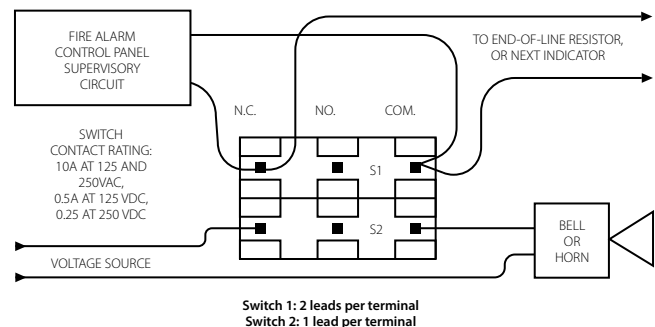 FIRE ALARM
CONTROL PANEL
SUPERVISORY
CIRCUIT
TO END-OF-LINE RESISTOR,
OR NEXT INDICATOR
N.C.
NO.
COM.
SWITCH
CONTACT RATING:
10A AT 125 AND
250VAC,
0.5A AT 125 VDC,
0.25 AT 250 VDC
S1
S2
VOLTAGE SOURCE
BELL
OR
HORN
Switch 1: 2 leads per terminal
Switch 2: 1 lead per terminal